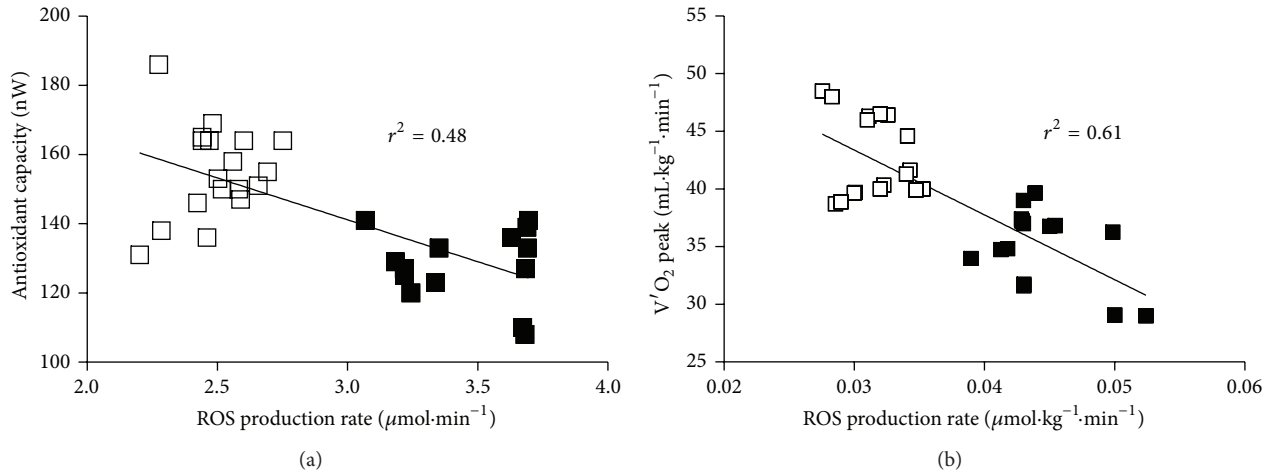 200
180
160
140
120
100
Antioxidant capacity (nW)
r² = 0.48
2.0 2.5 3.0 3.5 4.0
ROS production rate (μmol·min⁻¹)
(a)
55
50
45
40
35
30
25
V′O₂ peak (mL·kg⁻¹·min⁻¹)
r² = 0.61
0.02 0.03 0.04 0.05 0.06
ROS production rate (μmol·kg⁻¹·min⁻¹)
(b)